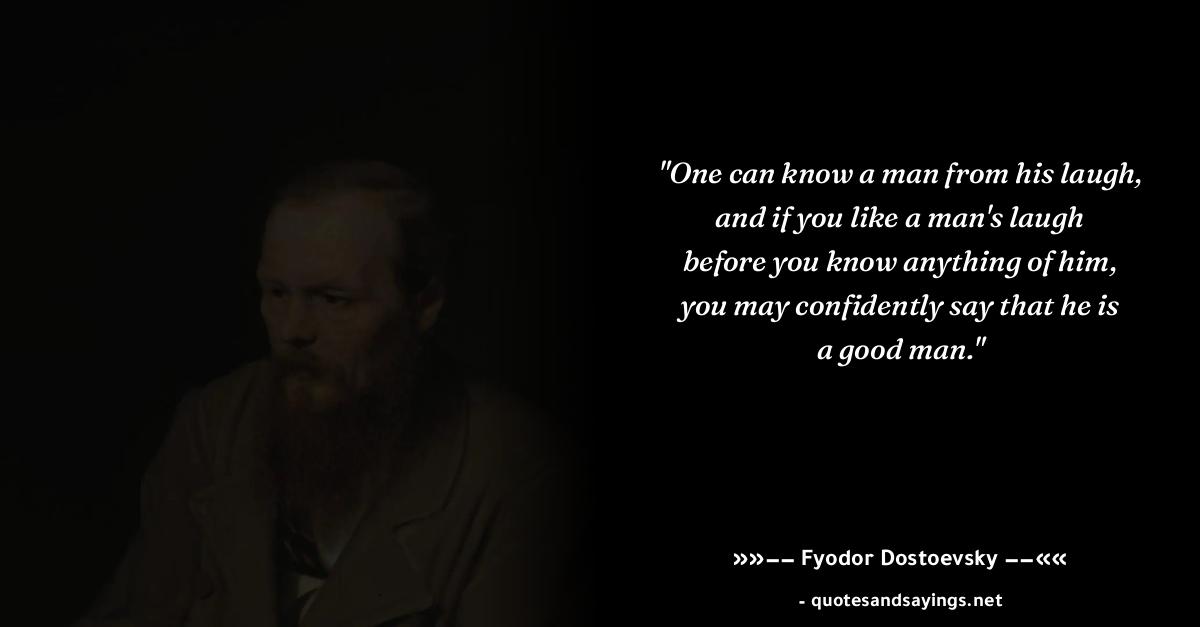 "One can know a man from his laugh,
and if you like a man's laugh
before you know anything of him,
you may confidently say that he is
a good man."
»»−− Fyodor Dostoevsky −−««
- quotesandsayings.net